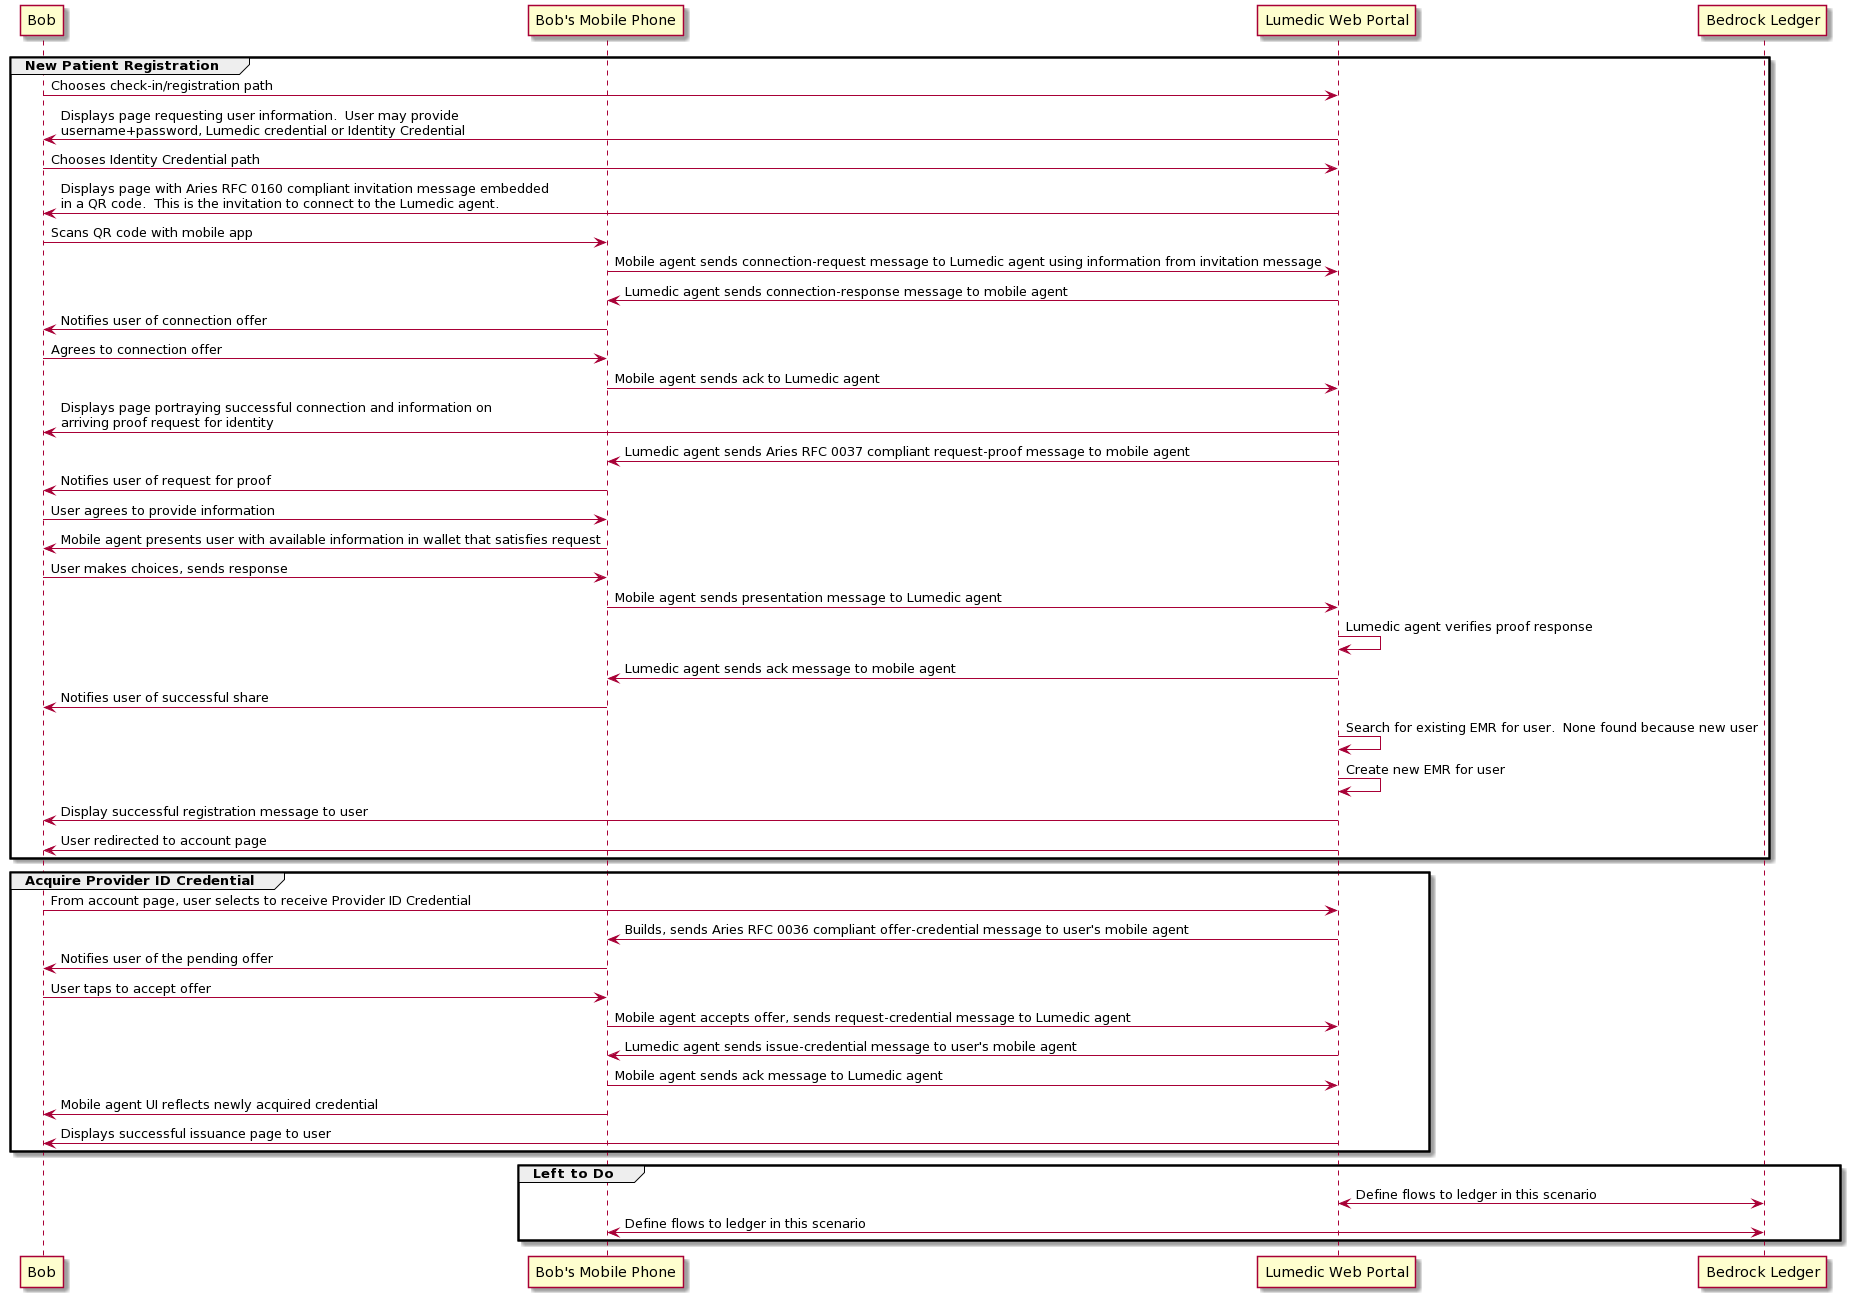 Bob
Bob's Mobile Phone
Lumedic Web Portal
Bedrock Ledger
New Patient Registration
Chooses check-in/registration path
Displays page requesting user information.  User may provide
username+password, Lumedic credential or Identity Credential
Chooses Identity Credential path
Displays page with Aries RFC 0160 compliant invitation message embedded
in a QR code.  This is the invitation to connect to the Lumedic agent.
Scans QR code with mobile app
Mobile agent sends connection-request message to Lumedic agent using information from invitation message
Lumedic agent sends connection-response message to mobile agent
Notifies user of connection offer
Agrees to connection offer
Mobile agent sends ack to Lumedic agent
Displays page portraying successful connection and information on
arriving proof request for identity
Lumedic agent sends Aries RFC 0037 compliant request-proof message to mobile agent
Notifies user of request for proof
User agrees to provide information
Mobile agent presents user with available information in wallet that satisfies request
User makes choices, sends response
Mobile agent sends presentation message to Lumedic agent
Lumedic agent verifies proof response
Lumedic agent sends ack message to mobile agent
Notifies user of successful share
Search for existing EMR for user.  None found because new user
Create new EMR for user
Display successful registration message to user
User redirected to account page
Acquire Provider ID Credential
From account page, user selects to receive Provider ID Credential
Builds, sends Aries RFC 0036 compliant offer-credential message to user's mobile agent
Notifies user of the pending offer
User taps to accept offer
Mobile agent accepts offer, sends request-credential message to Lumedic agent
Lumedic agent sends issue-credential message to user's mobile agent
Mobile agent sends ack message to Lumedic agent
Mobile agent UI reflects newly acquired credential
Displays successful issuance page to user
Left to Do
Define flows to ledger in this scenario
Define flows to ledger in this scenario
Bob
Bob's Mobile Phone
Lumedic Web Portal
Bedrock Ledger